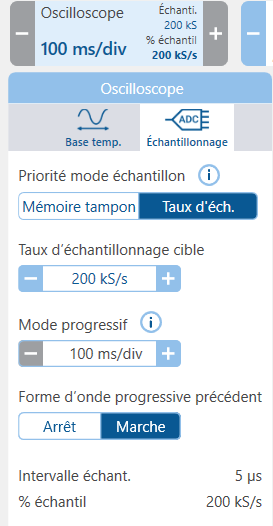 Oscilloscope
Échanti.
200 kS
% échantil
200 kS/s
100 ms/div
Oscilloscope
ADC
Base temp.
Échantillonnage
Priorité mode échantillon
Mémoire tampon
Taux d'éch.
Taux d'échantillonnage cible
200 kS/s
Mode progressif
100 ms/div
Forme d'onde progressive précédent
Arrêt
Marche
Intervalle échant. 5 µs
% échantil 200 kS/s